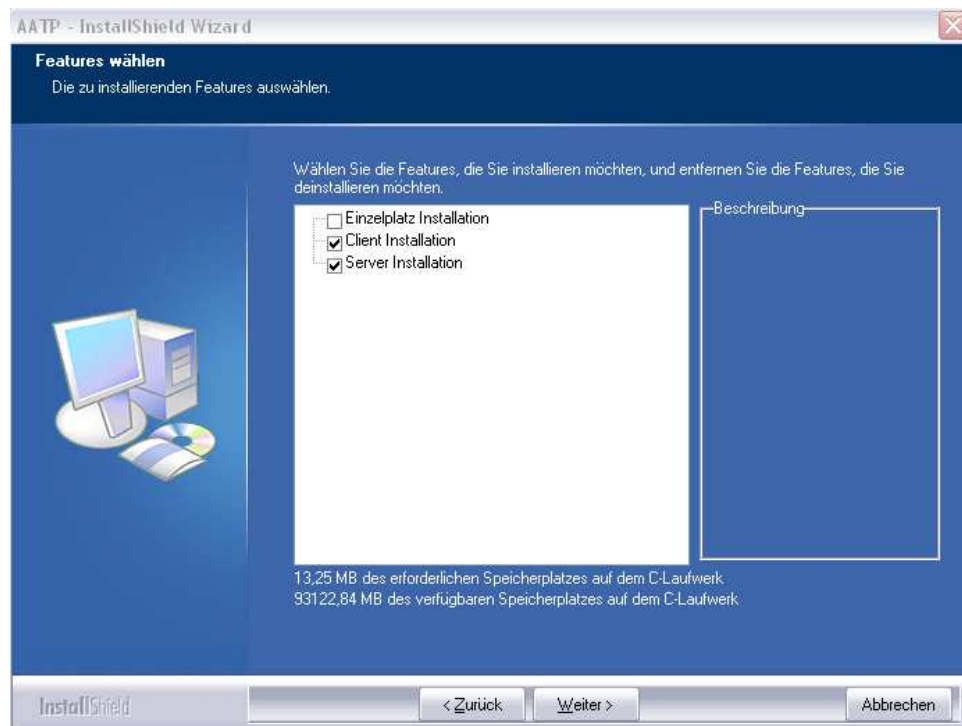 AATP - InstallShield Wizard
Features wählen
Die zu installierenden Features auswählen.
Wählen Sie die Features, die Sie installieren möchten, und entfernen Sie die Features, die Sie
deinstallieren möchten.
Einzelplatz Installation
Client Installation
Server Installation
Beschreibung
13,25 MB des erforderlichen Speicherplatzes auf dem C-Laufwerk
93122,84 MB des verfügbaren Speicherplatzes auf dem C-Laufwerk
InstallShield
< Zurück
Weiter >
Abbrechen